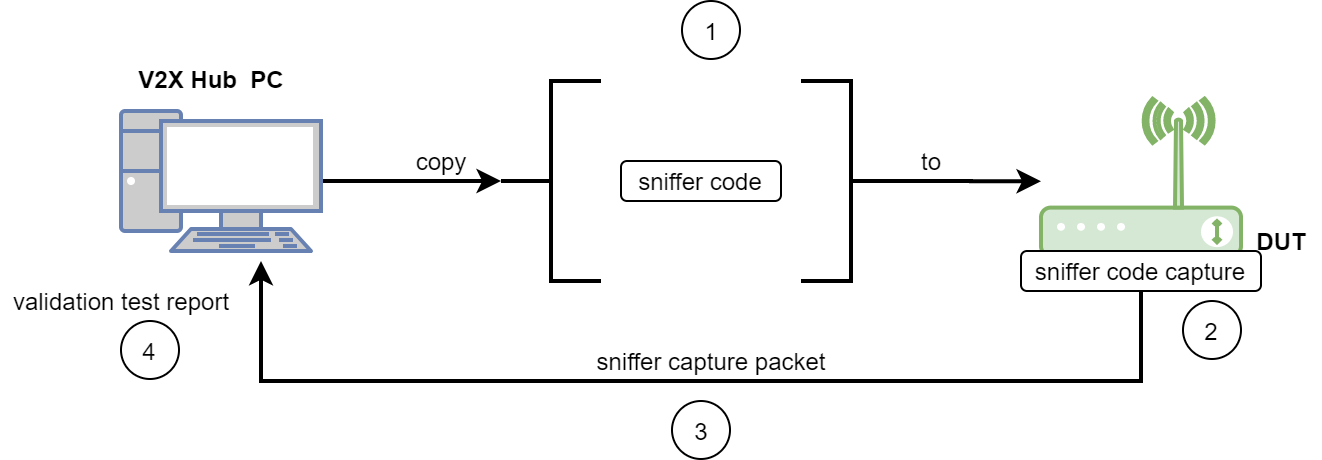 1
V2X Hub  PC
copy
sniffer code
to
DUT
sniffer code capture
validation test report
2
4
sniffer capture packet
3